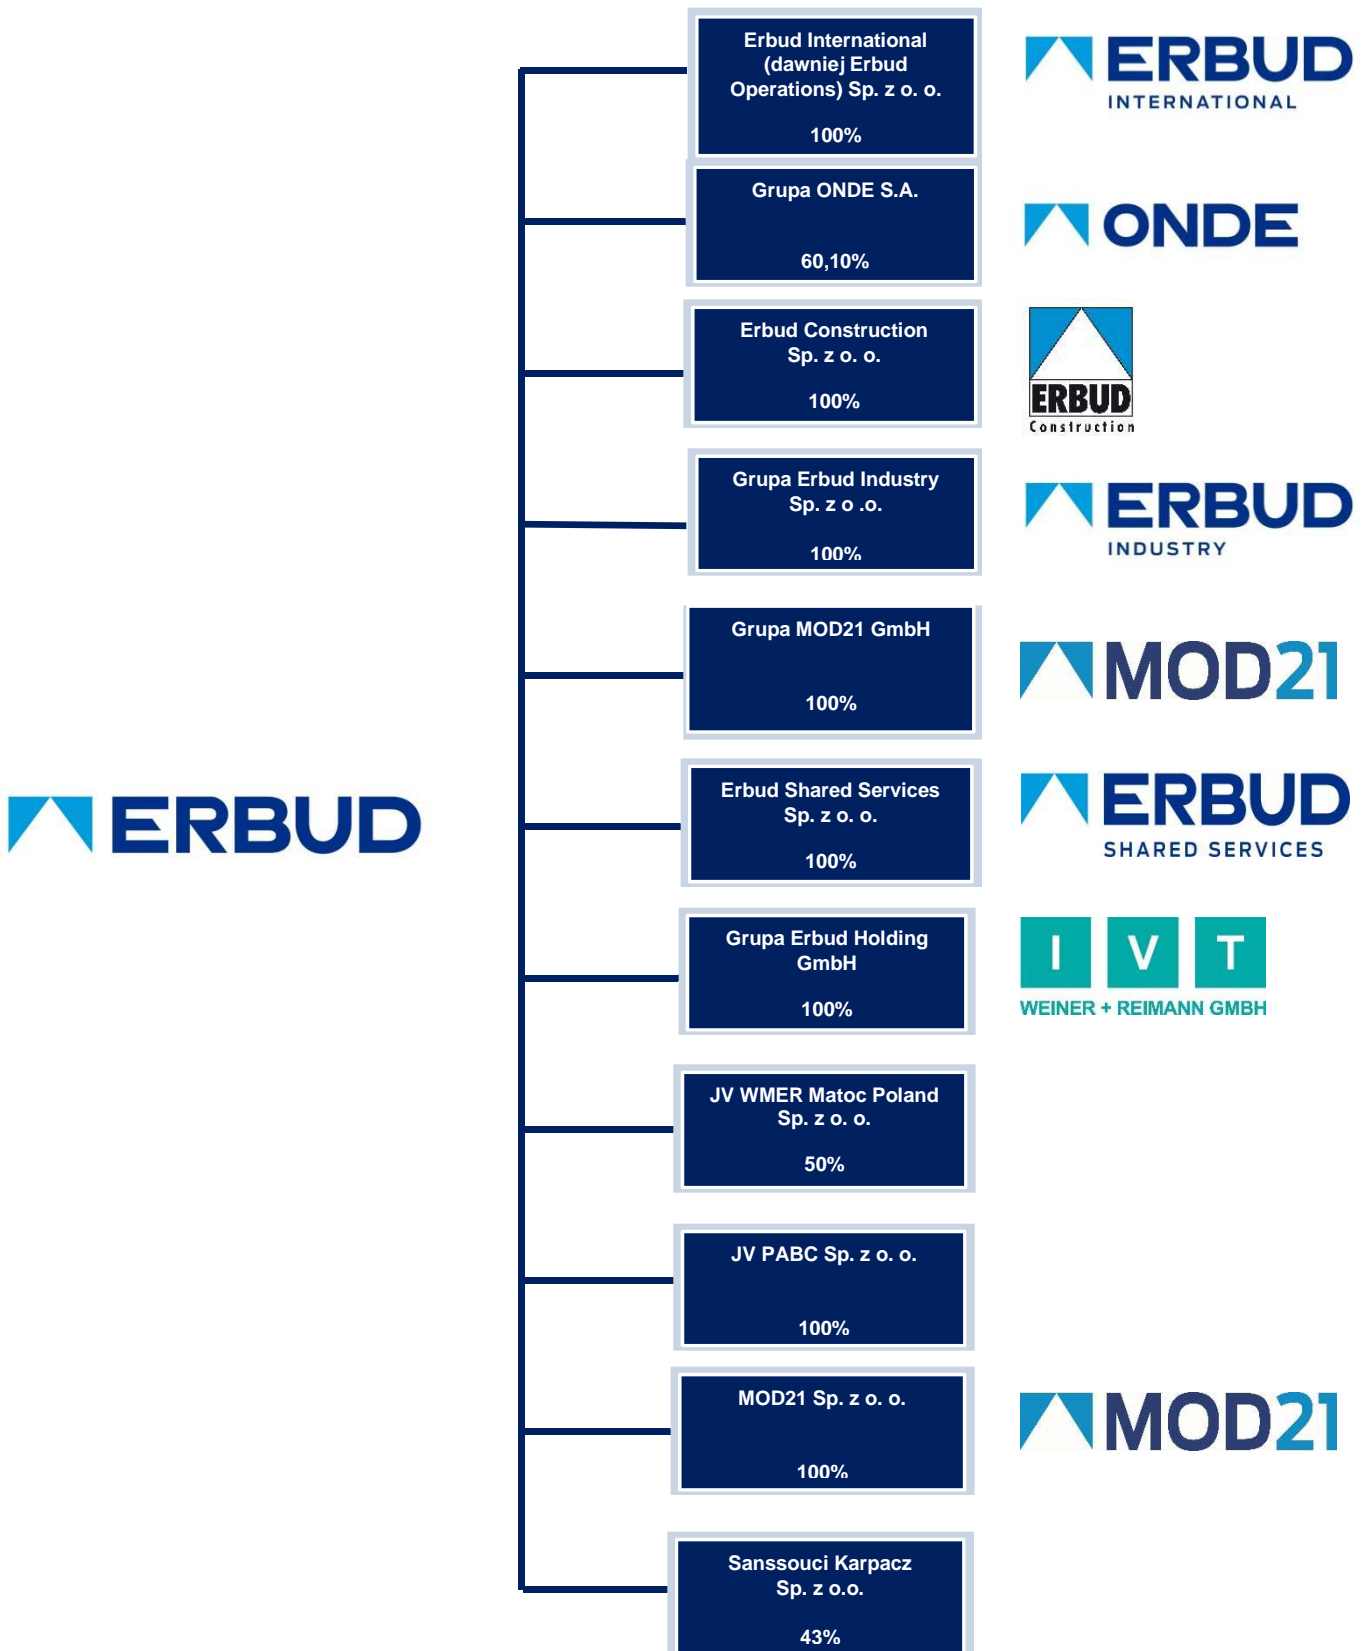 Erbud International
(dawniej Erbud
Operations) Sp. z o. o.
100%
ERBUD
INTERNATIONAL
Grupa ONDE S.A.
60,10%
ONDE
Erbud Construction
Sp. z o. o.
100%
ERBUD
Construction
Grupa Erbud Industry
Sp. z o .o.
100%
ERBUD
INDUSTRY
Grupa MOD21 GmbH
100%
MOD21
ERBUD
Erbud Shared Services
Sp. z o. o.
100%
ERBUD
SHARED SERVICES
Grupa Erbud Holding
GmbH
100%
I V T
WEINER + REIMANN GMBH
JV WMER Matoc Poland
Sp. z o. o.
50%
JV PABC Sp. z o. o.
100%
MOD21 Sp. z o. o.
100%
MOD21
Sanssouci Karpacz
Sp. z o.o.
43%